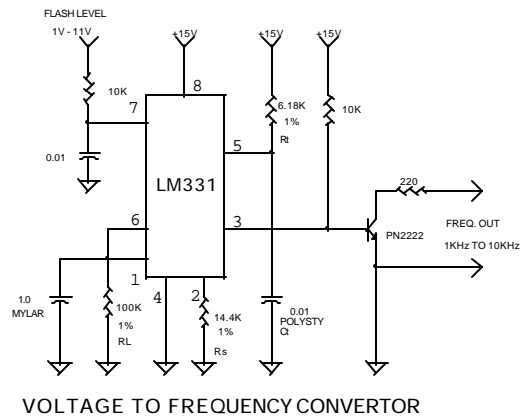 FLASH LEVEL
1V - 11V
+15V
+15V
+15V
10K
8
6.18K
1%
Rt
10K
7
0.01
5
LM331
220
3
PN2222
FREQ. OUT
1KHz TO 10KHz
6
1
1.0
MYLAR
100K
1%
RL
4
2
14.4K
1%
Rs
0.01
POLYSTY
Ct
VOLTAGE TO FREQUENCY CONVERTOR